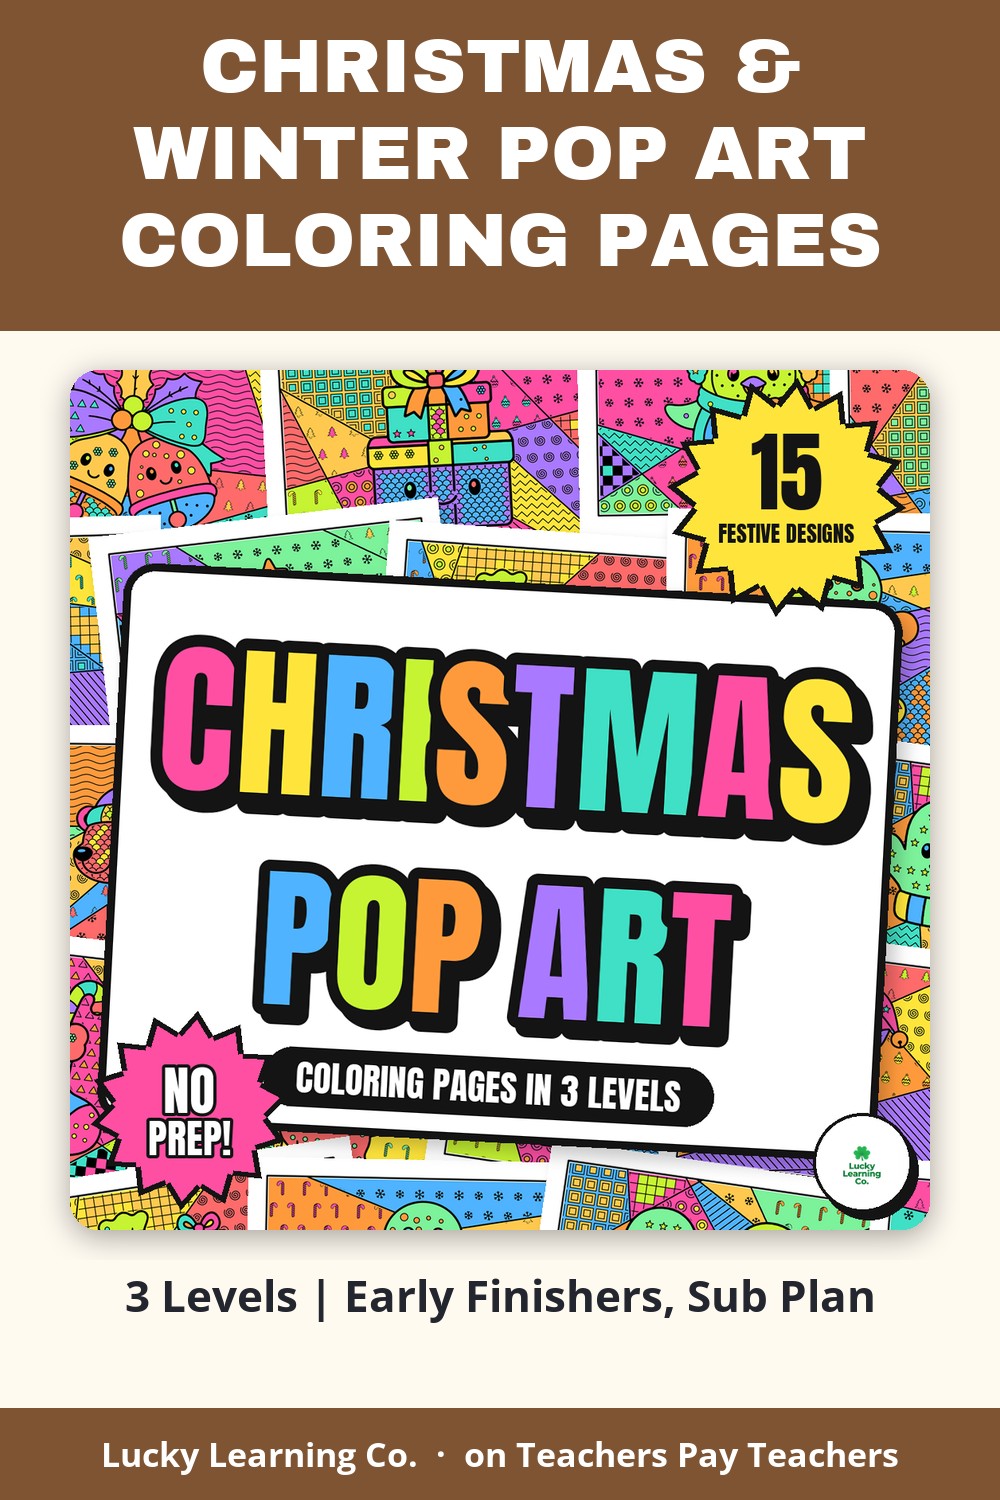 CHRISTMAS &
WINTER POP ART
COLORING PAGES
15
FESTIVE DESIGNS
CHRISTMAS
POP ART
COLORING PAGES IN 3 LEVELS
NO
PREP!
Lucky
Learning
Co.
3 Levels | Early Finishers, Sub Plan
Lucky Learning Co. · on Teachers Pay Teachers